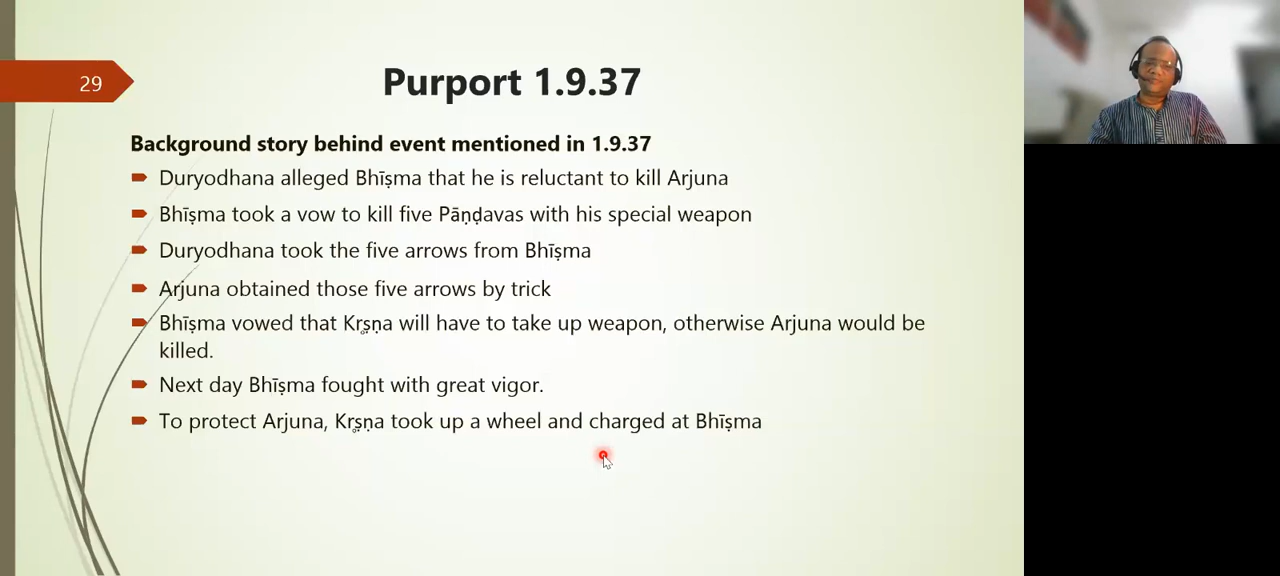 29
Purport 1.9.37
Background story behind event mentioned in 1.9.37
Duryodhana alleged Bhīṣma that he is reluctant to kill Arjuna
Bhīṣma took a vow to kill five Pāṇḍavas with his special weapon
Duryodhana took the five arrows from Bhīṣma
Arjuna obtained those five arrows by trick
Bhīṣma vowed that Kr̥ṣṇa will have to take up weapon, otherwise Arjuna would be
killed.
Next day Bhīṣma fought with great vigor.
To protect Arjuna, Kr̥ṣṇa took up a wheel and charged at Bhīṣma